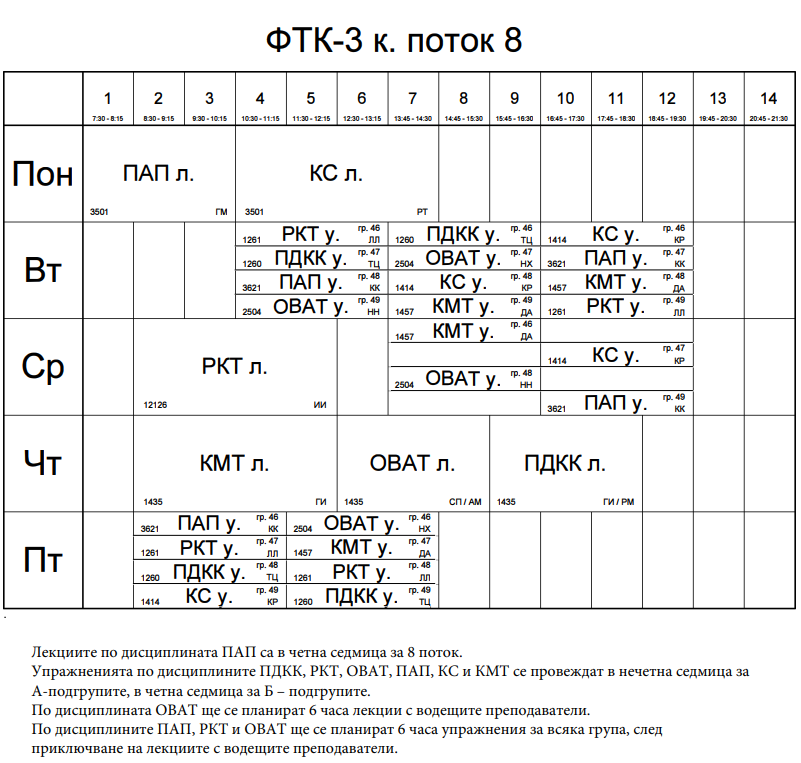 ФТК-3 к. поток 8
1 2 3 4 5 6 7 8 9 10 11 12 13 14
7:30 - 8:15 8:30 - 9:15 9:30 - 10:15 10:30 - 11:15 11:30 - 12:15 12:30 - 13:15 13:45 - 14:30 14:45 - 15:30 15:45 - 16:30 16:45 - 17:30 17:45 - 18:30 18:45 - 19:30 19:45 - 20:30 20:45 - 21:30
Пон
ПАП л. КС л.
3501 ГМ 3501 РТ
Вт
1261 РКТ у. гр. 46 ЛЛ 1260 ПДКК у. гр. 46 ТЦ 1414 КС у. гр. 46 КР
1260 ПДКК у. гр. 47 ТЦ 2504 ОВАТ у. гр. 47 НХ 3621 ПАП у. гр. 47 КК
3621 ПАП у. гр. 48 КК 1414 КС у. гр. 48 КР 1457 КМТ у. гр. 48 ДА
2504 ОВАТ у. гр. 49 НН 1457 КМТ у. гр. 49 ДА 1261 РКТ у. гр. 49 ЛЛ
Ср
РКТ л.
12126 ИИ
1457 КМТ у. гр. 46 ДА
1414 КС у. гр. 47 КР
2504 ОВАТ у. гр. 48 НН
3621 ПАП у. гр. 49 КК
Чт
КМТ л. ОВАТ л. ПДКК л.
1435 ГИ 1435 СП / АМ 1435 ГИ / РМ
Пт
3621 ПАП у. гр. 46 КК 2504 ОВАТ у. гр. 46 НХ
1261 РКТ у. гр. 47 ЛЛ 1457 КМТ у. гр. 47 ДА
1260 ПДКК у. гр. 48 ТЦ 1261 РКТ у. гр. 48 ЛЛ
1414 КС у. гр. 49 КР 1260 ПДКК у. гр. 49 ТЦ
.
Лекциите по дисциплината ПАП са в четна седмица за 8 поток.
Упражненията по дисциплините ПДКК, РКТ, ОВАТ, ПАП, КС и КМТ се провеждат в нечетна седмица за
А-подгрупите, в четна седмица за Б – подгрупите.
По дисциплината ОВАТ ще се планират 6 часа лекции с водещите преподаватели.
По дисциплините ПАП, РКТ и ОВАТ ще се планират 6 часа упражнения за всяка група, след
приключване на лекциите с водещите преподаватели.